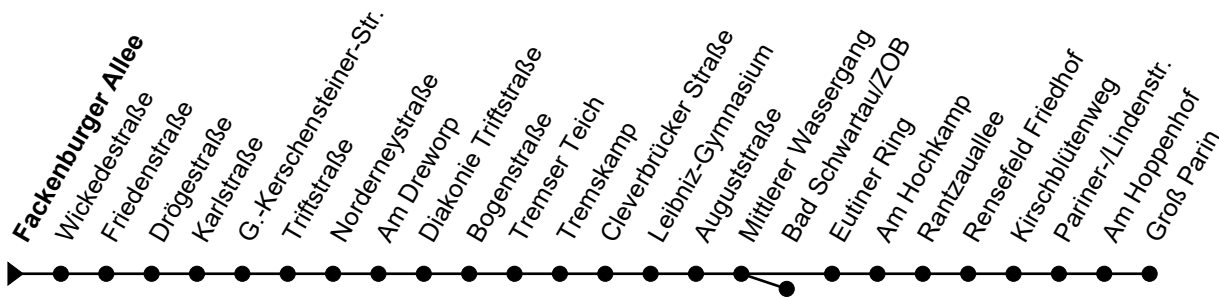 Fackenburger Allee
Wickedestraße
Friedenstraße
Drögestraße
Karlstraße
G.-Kerschensteiner-Str.
Triftstraße
Norderneystraße
Am Dreworp
Diakonie Triftstraße
Bogenstraße
Tremser Teich
Tremskamp
Cleverbrücker Straße
Leibniz-Gymnasium
Auguststraße
Mittlerer Wassergang
Bad Schwartau/ZOB
Eutiner Ring
Am Hochkamp
Rantzauallee
Rensefeld Friedhof
Kirschblütenweg
Pariner-/Lindenstr.
Am Hoppenhof
Groß Parin